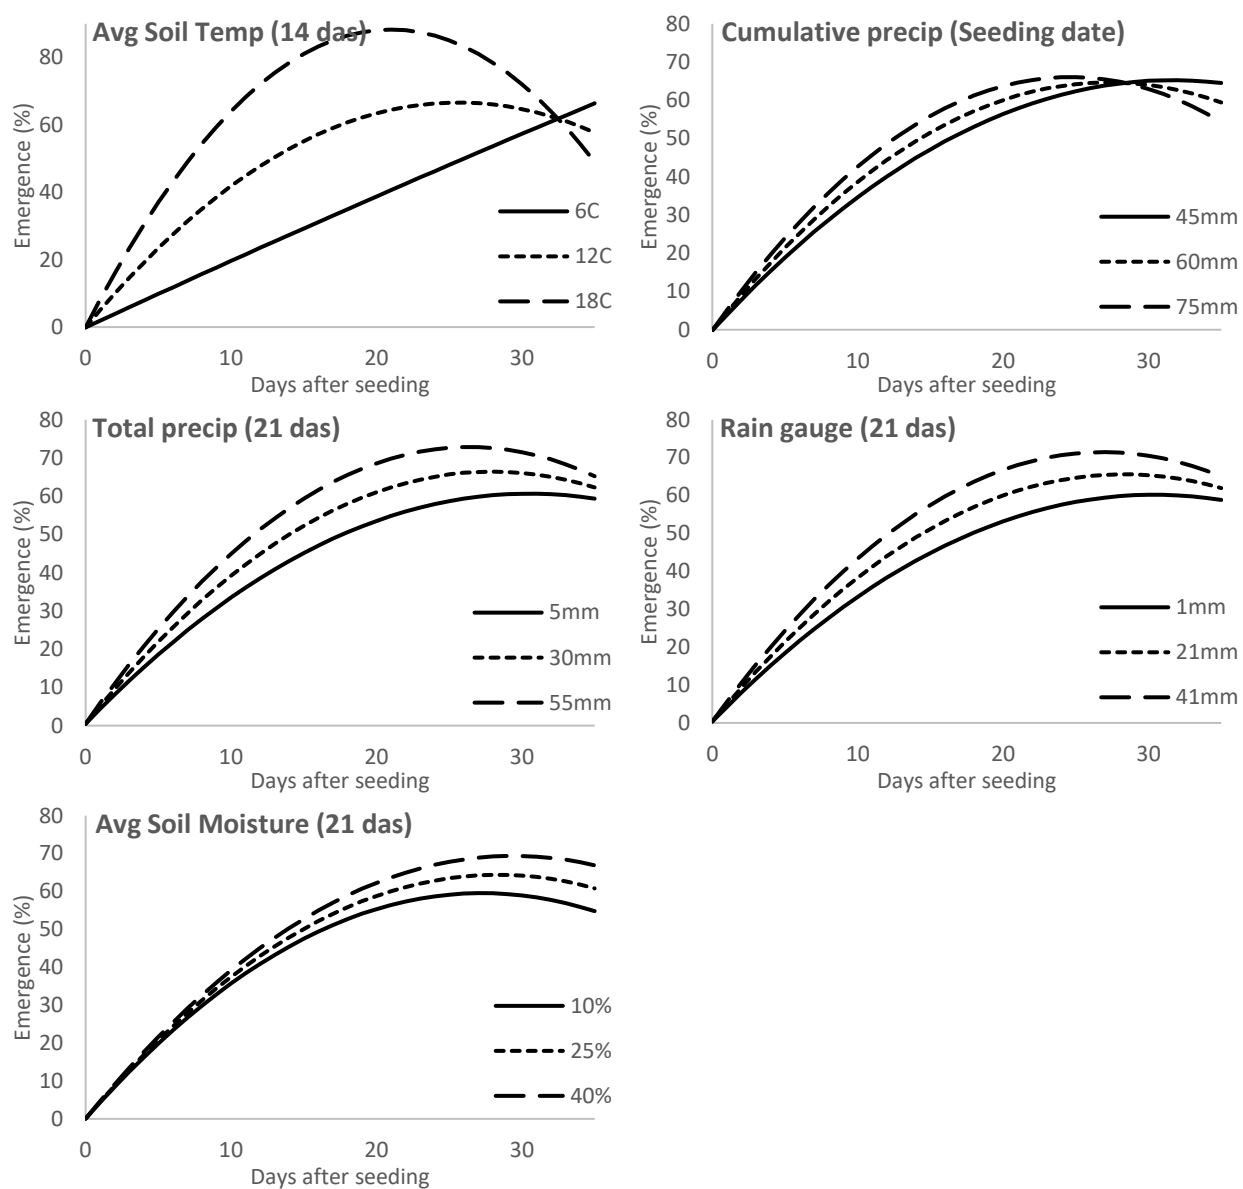 Avg Soil Temp (14 das)
80
60
40
20
0
Emergence (%)
6C
12C
18C
0 10 20 30
Days after seeding
Cumulative precip (Seeding date)
80
70
60
50
40
30
20
10
0
Emergence (%)
45mm
60mm
75mm
0 10 20 30
Days after seeding
Total precip (21 das)
80
70
60
50
40
30
20
10
0
Emergence (%)
5mm
30mm
55mm
0 10 20 30
Days after seeding
Rain gauge (21 das)
80
70
60
50
40
30
20
10
0
Emergence (%)
1mm
21mm
41mm
0 10 20 30
Days after seeding
Avg Soil Moisture (21 das)
80
70
60
50
40
30
20
10
0
Emergence (%)
10%
25%
40%
0 10 20 30
Days after seeding